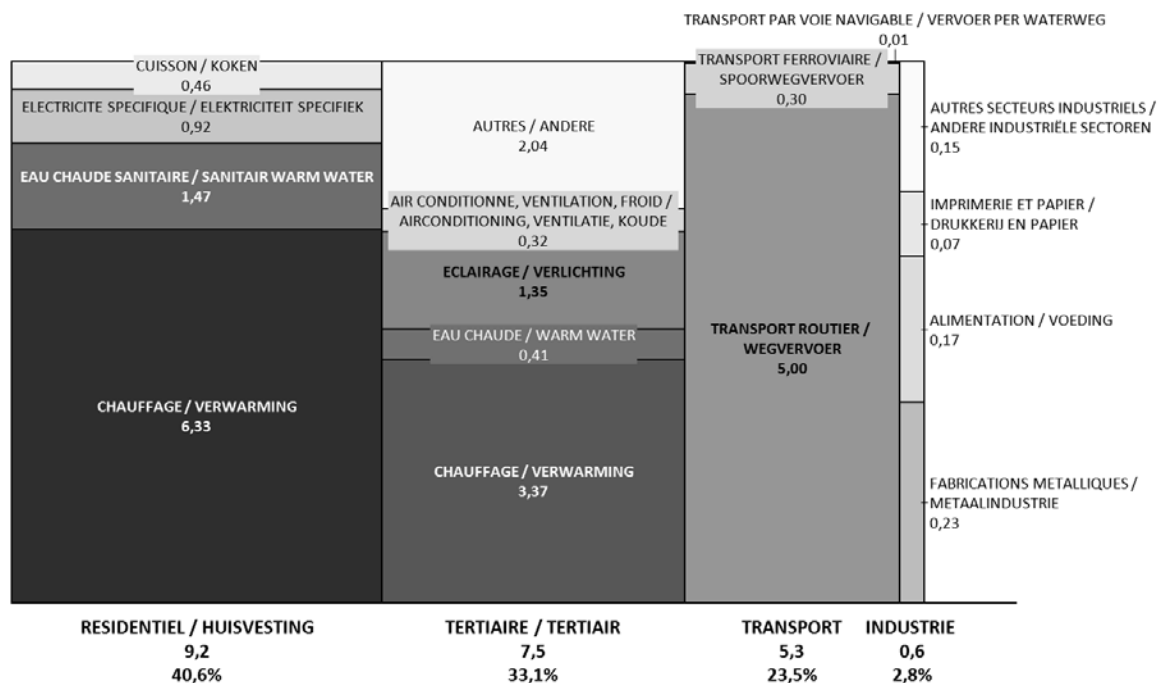 TRANSPORT PAR VOIE NAVIGABLE / VERVOER PER WATERWEG
0,01
CUISSON / KOKEN
0,46
ELECTRICITE SPECIFIQUE / ELEKTRICITEIT SPECIFIEK
0,92
EAU CHAUDE SANITAIRE / SANITAIR WARM WATER
1,47
CHAUFFAGE / VERWARMING
6,33
AUTRES / ANDERE
2,04
AIR CONDITIONNE, VENTILATION, FROID /
AIRCONDITIONING, VENTILATIE, KOUDE
0,32
ECLAIRAGE / VERLICHTING
1,35
EAU CHAUDE / WARM WATER
0,41
CHAUFFAGE / VERWARMING
3,37
TRANSPORT FERROVIAIRE /
SPOORWEGVERVOER
0,30
TRANSPORT ROUTIER /
WEGVERVOER
5,00
AUTRES SECTEURS INDUSTRIELS /
ANDERE INDUSTRIËLE SECTOREN
0,15
IMPRIMERIE ET PAPIER /
DRUKKERIJ EN PAPIER
0,07
ALIMENTATION / VOEDING
0,17
FABRICATIONS METALLIQUES /
METAALINDUSTRIE
0,23
RESIDENTIEL / HUISVESTING
9,2
40,6%
TERTIAIRE / TERTIAIR
7,5
33,1%
TRANSPORT
5,3
23,5%
INDUSTRIE
0,6
2,8%